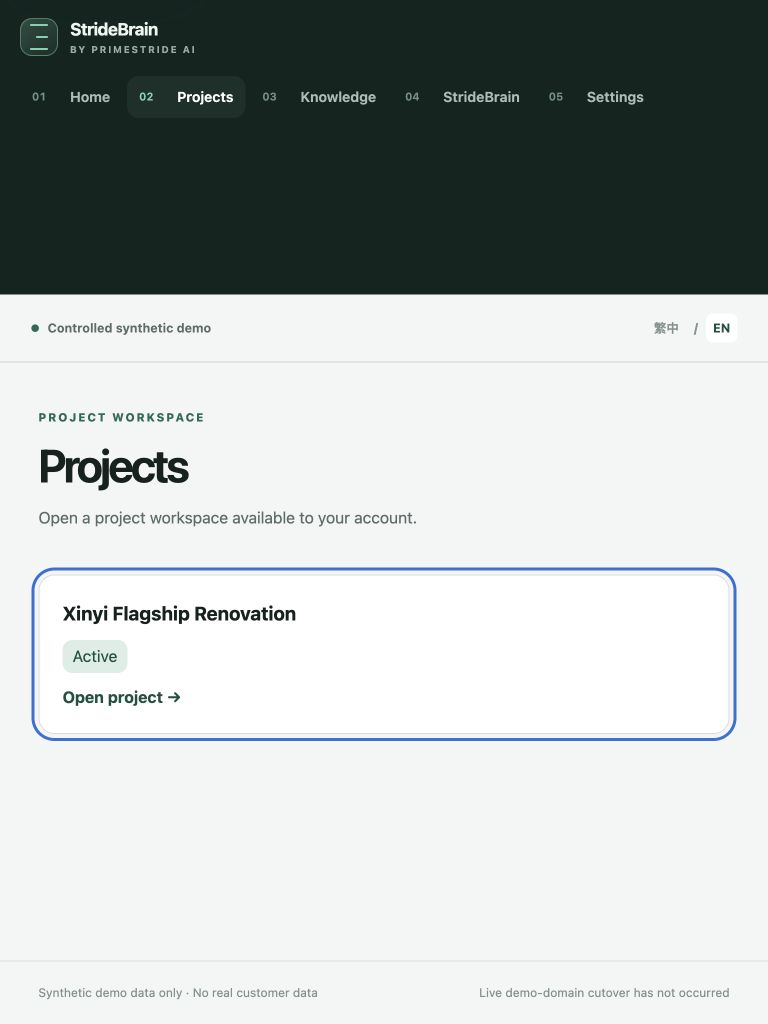 StrideBrain
BY PRIMESTRIDE AI
01 Home 02 Projects 03 Knowledge 04 StrideBrain 05 Settings
Controlled synthetic demo 繁中 / EN
PROJECT WORKSPACE
Projects
Open a project workspace available to your account.
Xinyi Flagship Renovation
Active
Open project →
Synthetic demo data only · No real customer data Live demo-domain cutover has not occurred